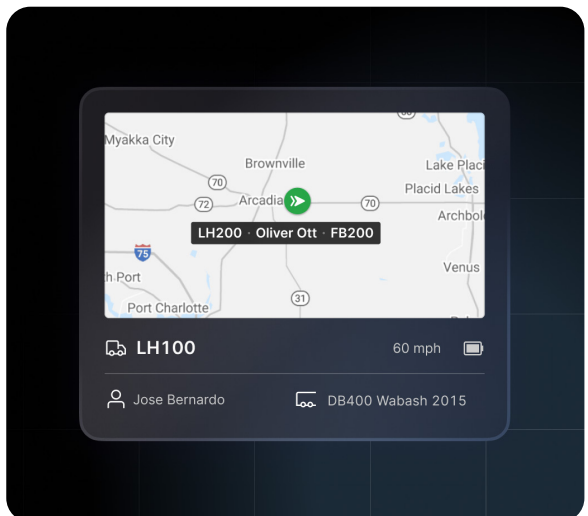 Myakka City
Brownville
Lake Placi
70
Placid Lakes
72
Arcadia
70
Archbol
LH200 · Oliver Ott · FB200
75
h Port
Venus
31
Port Charlotte
LH100
60 mph
Jose Bernardo
DB400 Wabash 2015